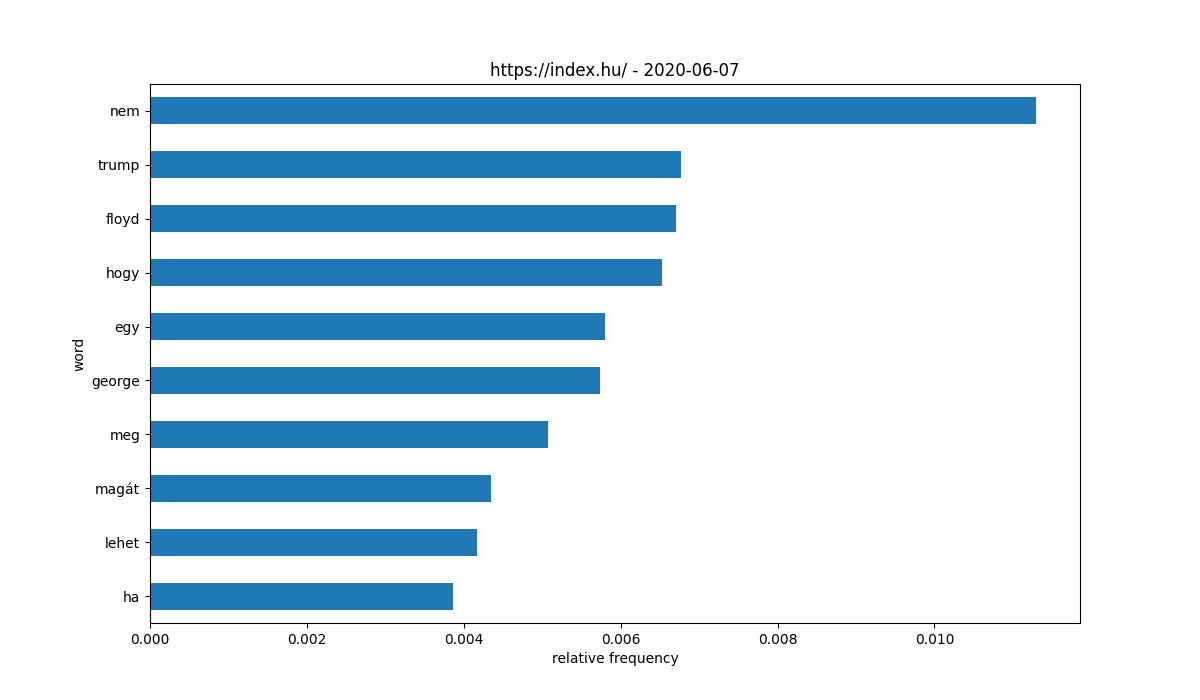 https://index.hu/ - 2020-06-07
nem
trump
floyd
hogy
egy
george
meg
magát
lehet
ha
word
0.000 0.002 0.004 0.006 0.008 0.010
relative frequency